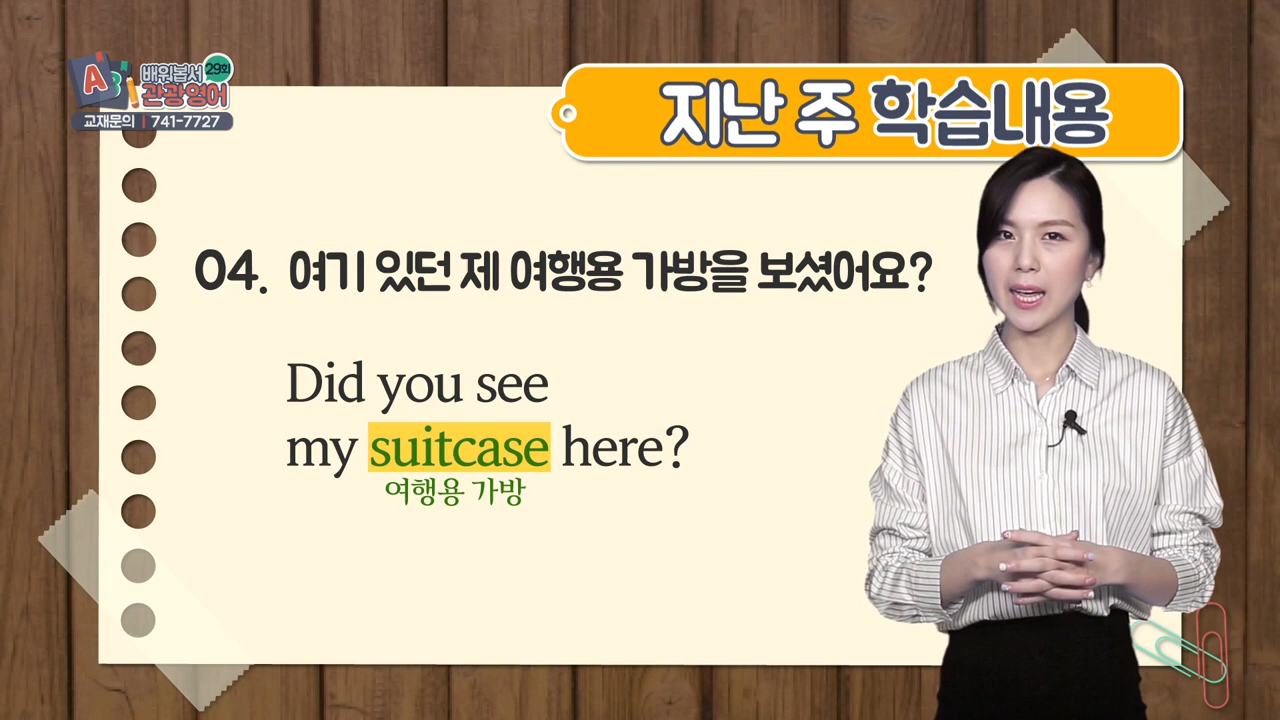 배워봅서 29회
관광영어
교재문의 | 741-7727
지난 주 학습내용
04. 여기 있던 제 여행용 가방을 보셨어요?
Did you see
my suitcase here?
여행용 가방